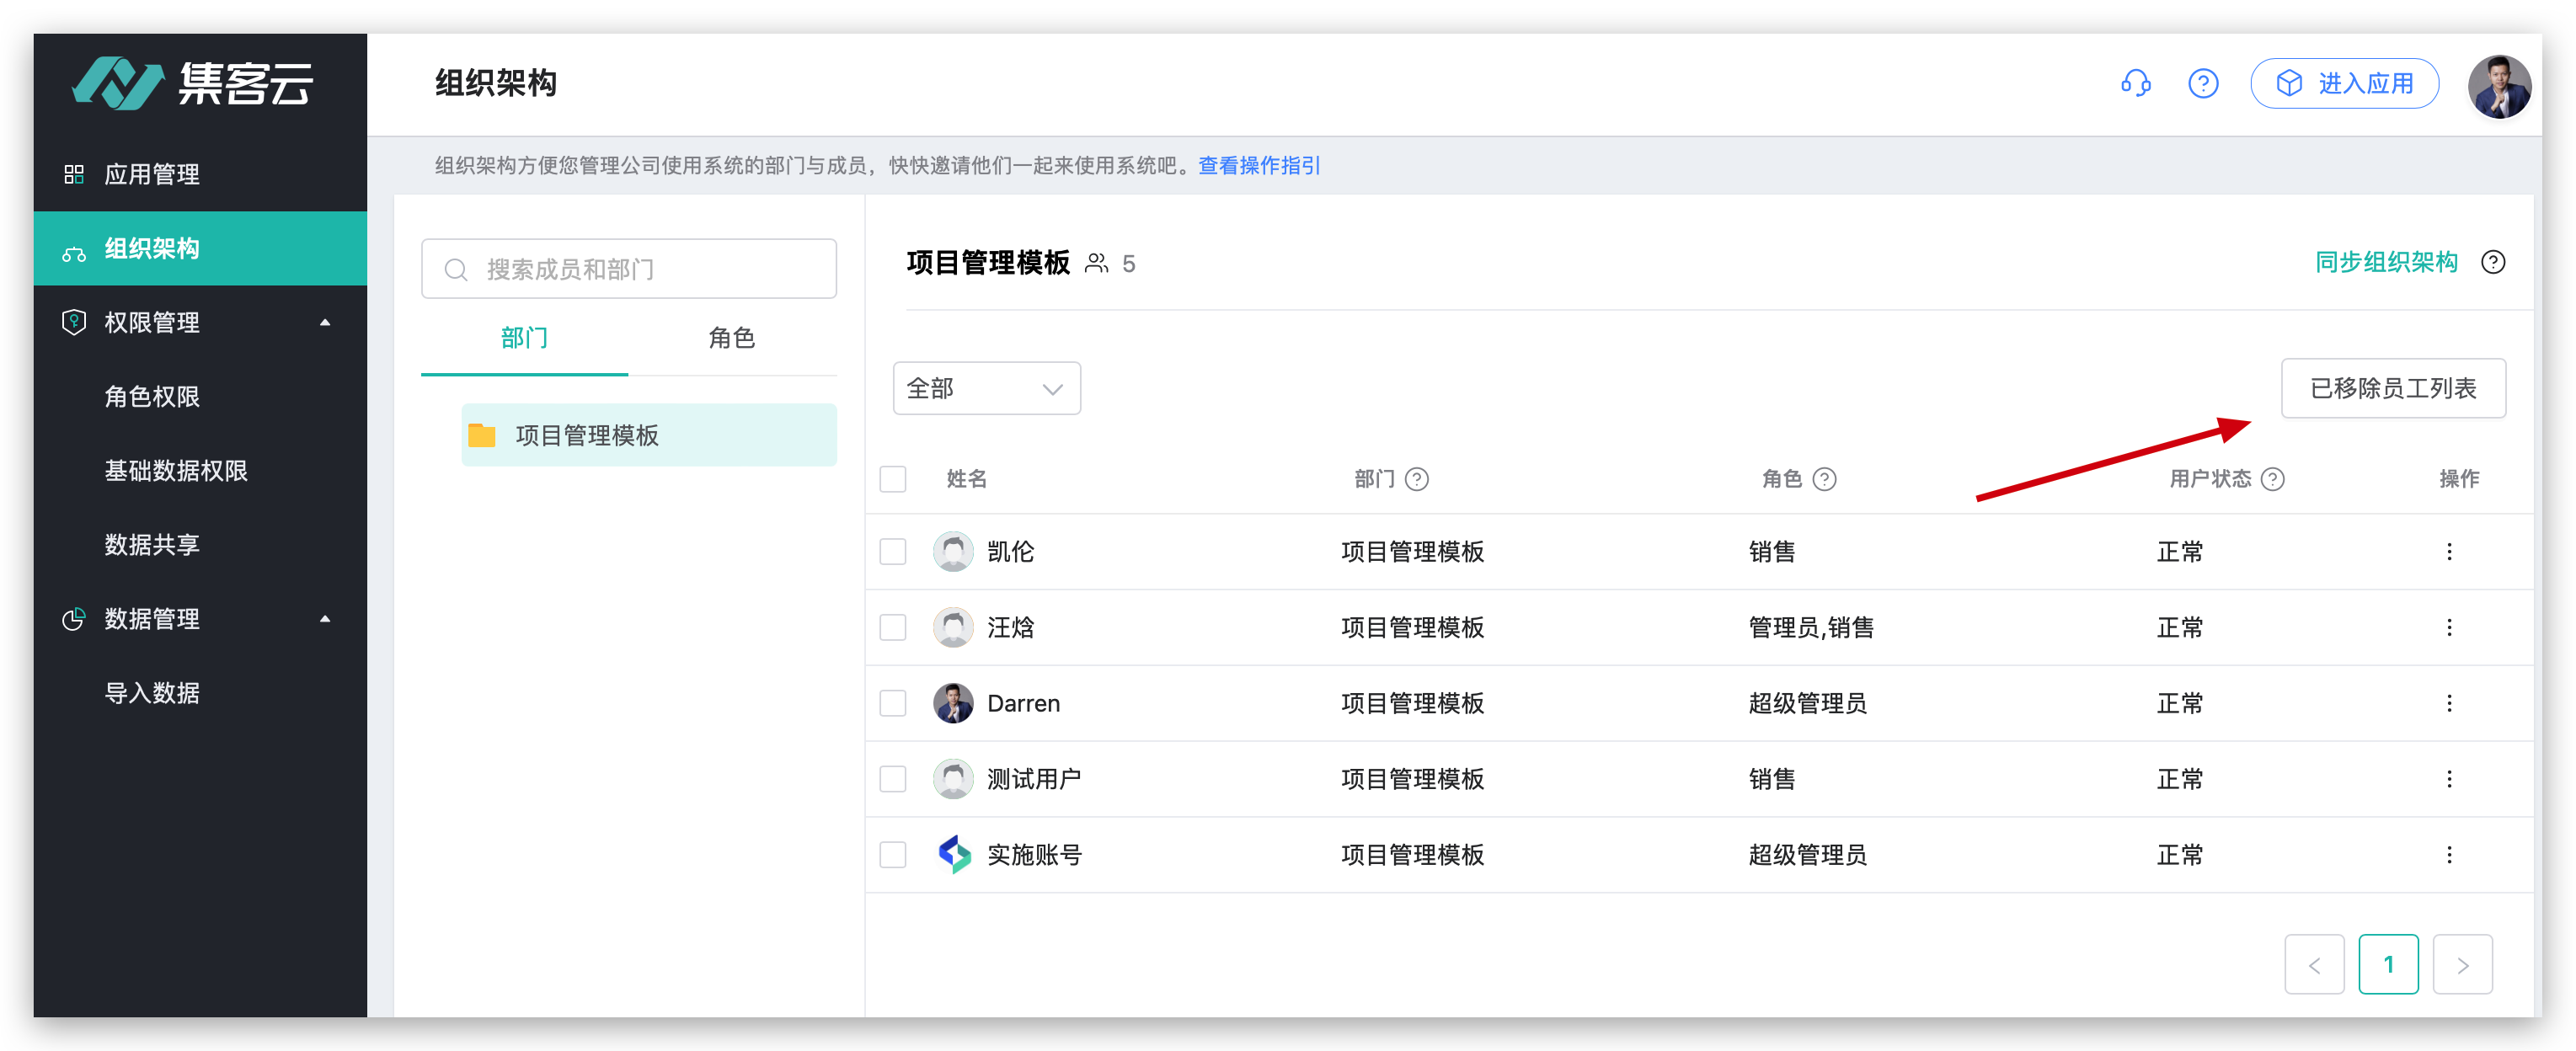 集客云
应用管理
组织架构
权限管理
角色权限
基础数据权限
数据共享
数据管理
导入数据
组织架构
进入应用
组织架构方便您管理公司使用系统的部门与成员，快快邀请他们一起来使用系统吧。查看操作指引
搜索成员和部门
部门 角色
项目管理模板
项目管理模板 5 同步组织架构
全部 已移除员工列表
姓名 部门 角色 用户状态 操作
凯伦 项目管理模板 销售 正常
汪焓 项目管理模板 管理员,销售 正常
Darren 项目管理模板 超级管理员 正常
测试用户 项目管理模板 销售 正常
实施账号 项目管理模板 超级管理员 正常
1